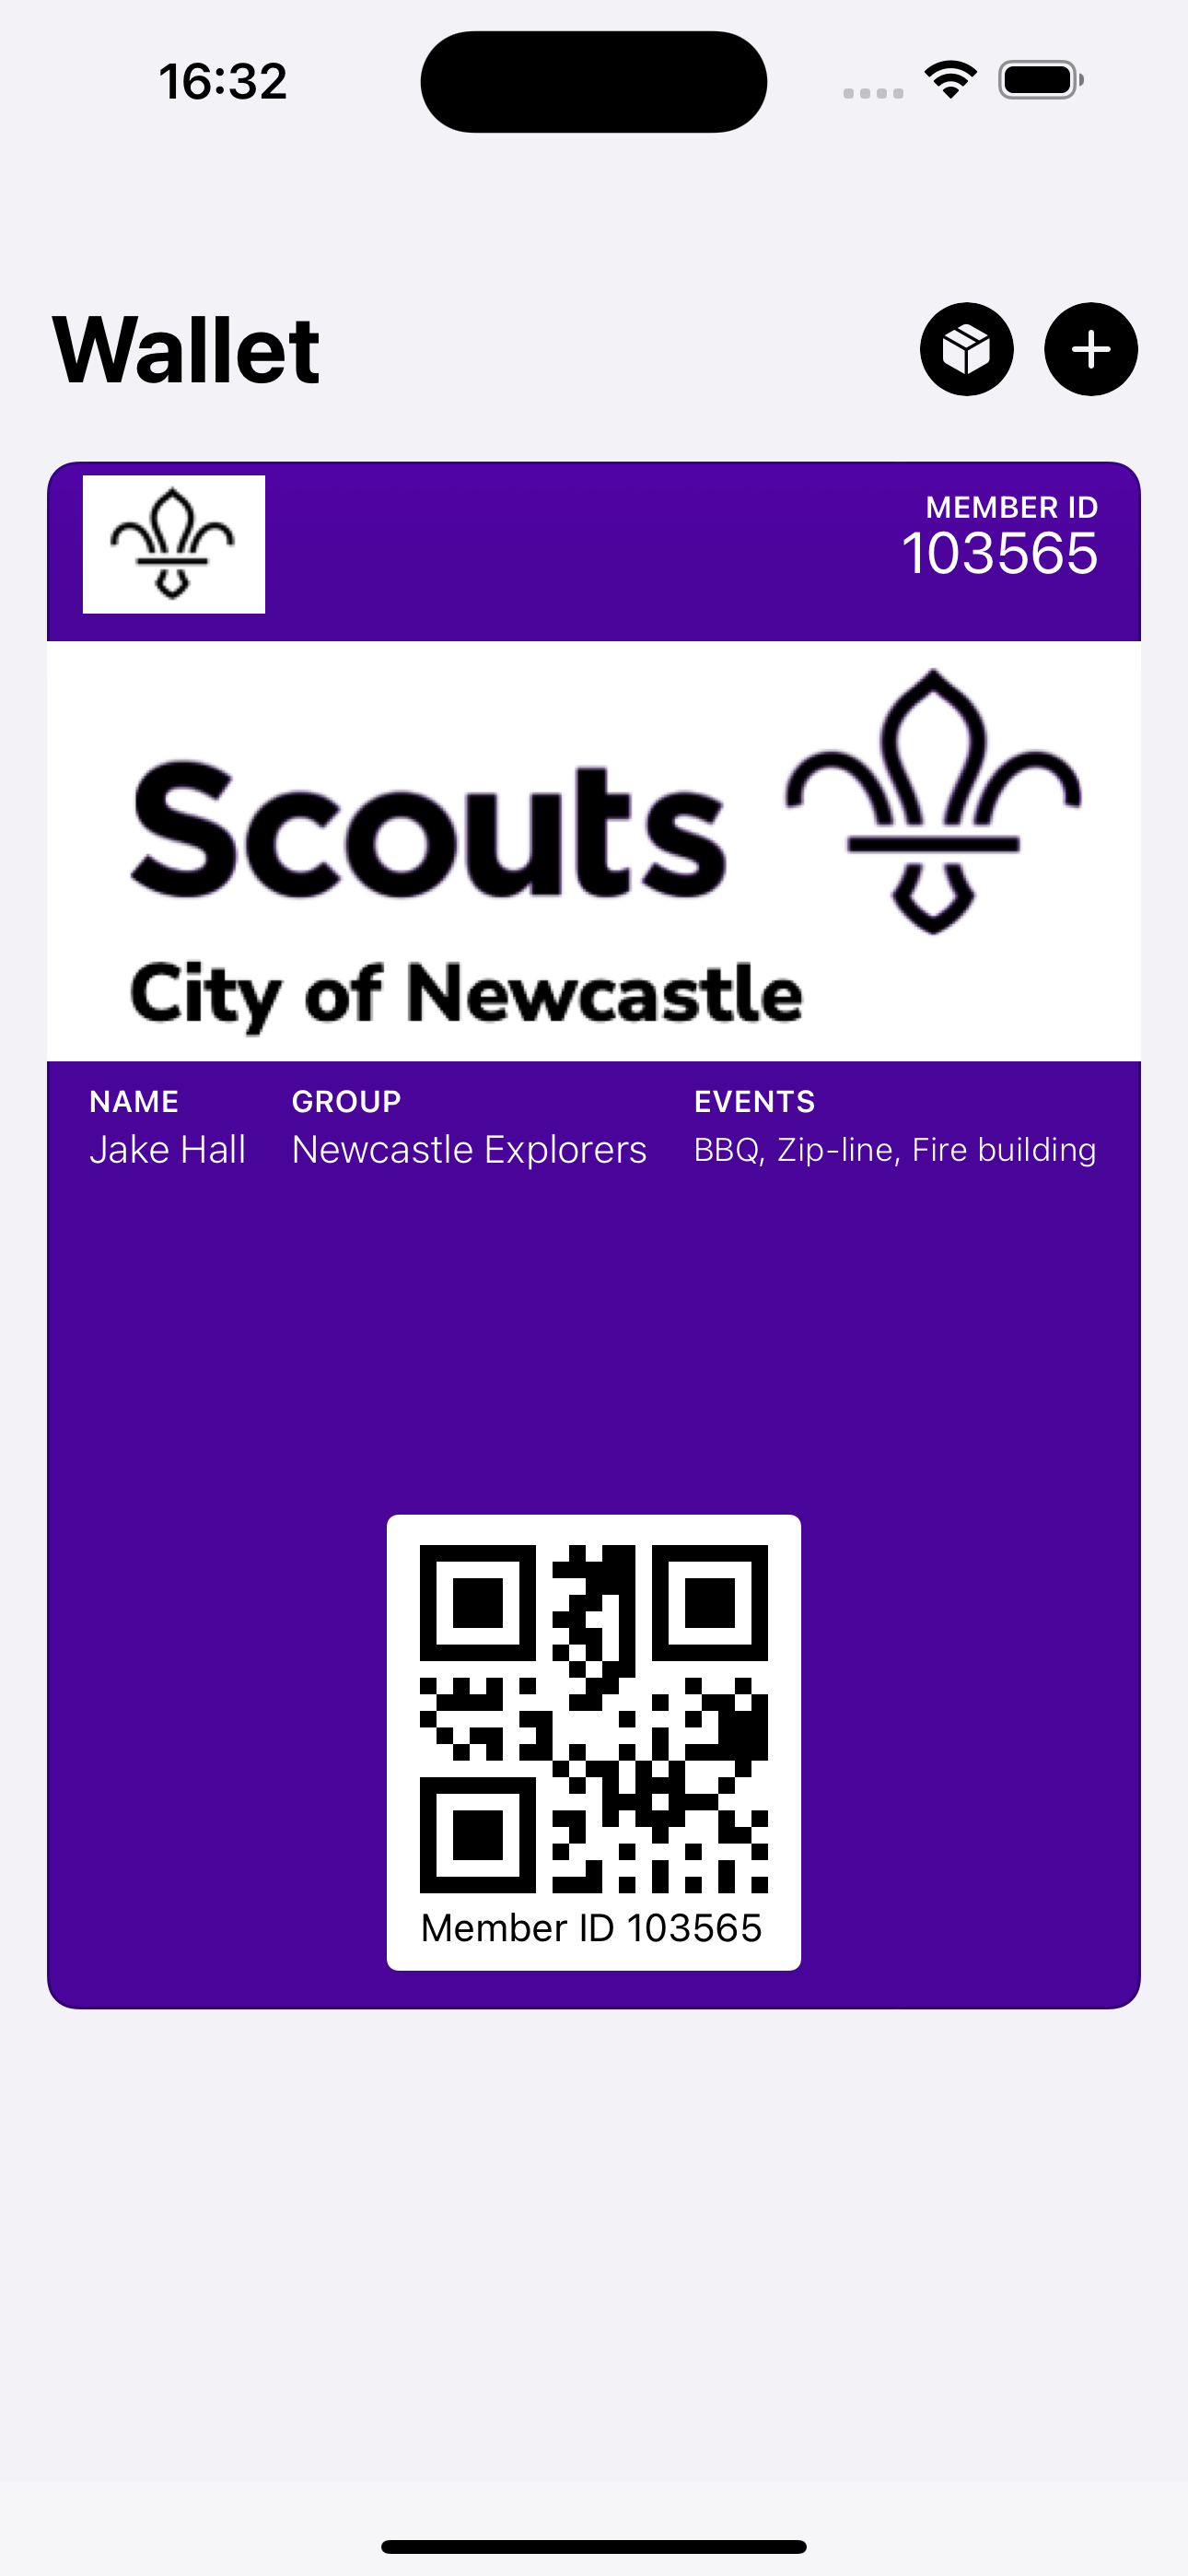 16:32
Wallet
MEMBER ID
103565
Scouts
City of Newcastle
NAME GROUP EVENTS
Jake Hall Newcastle Explorers BBQ, Zip-line, Fire building
Member ID 103565